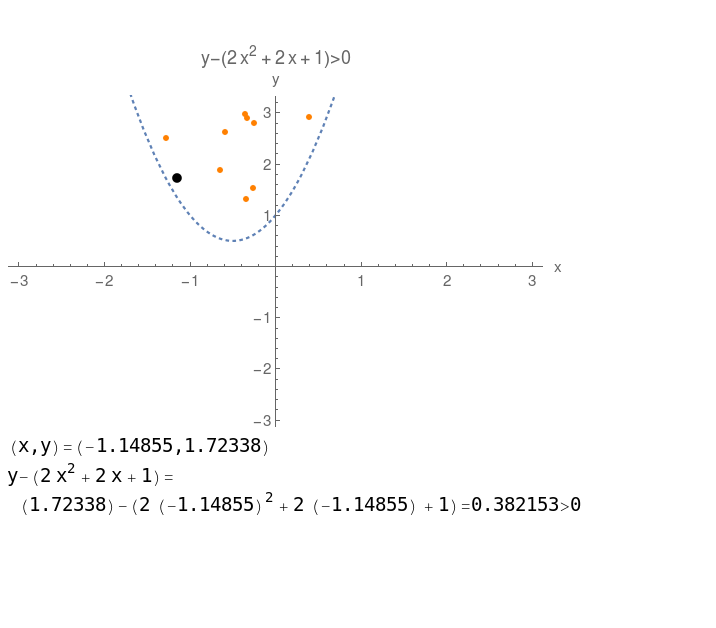 y−(2x²+2x+1)>0
y
3
2
1
x
−3 −2 −1 1 2 3
−1
−2
−3
(x,y)=(−1.14855,1.72338)
y−(2x²+2x+1)=
(1.72338)−(2 (−1.14855)²+2 (−1.14855) +1)=0.382153>0